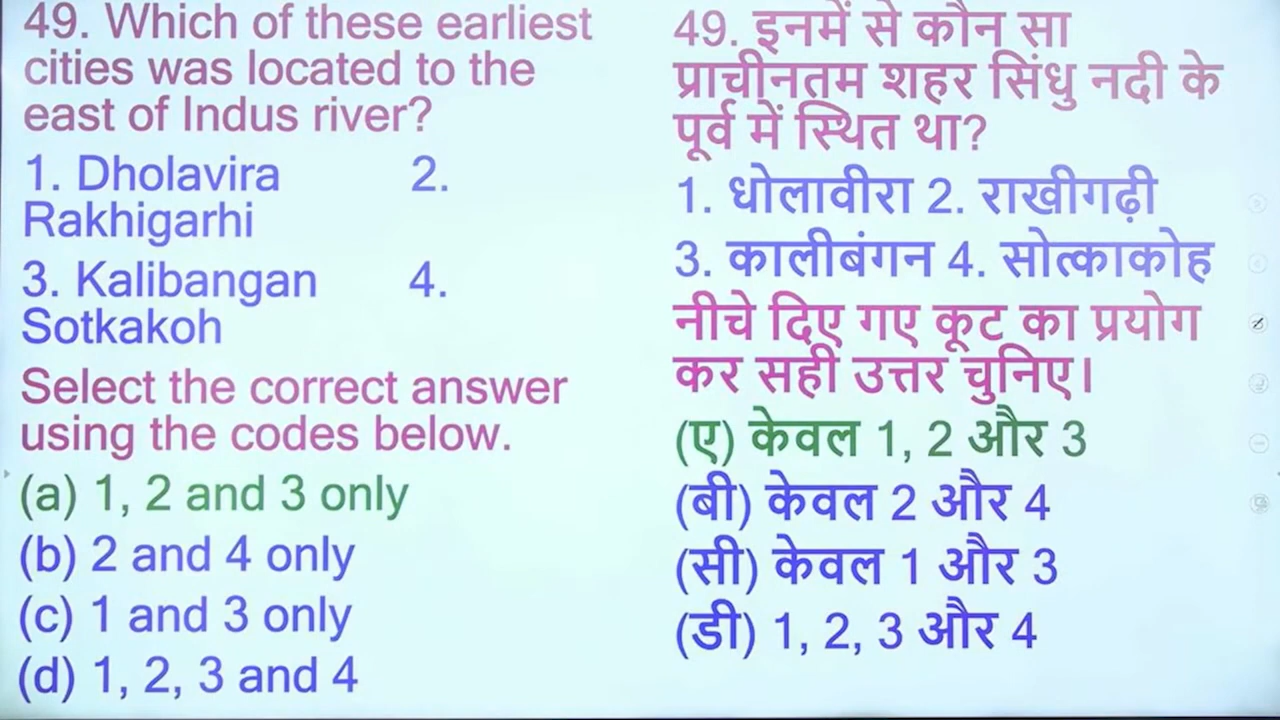 49. Which of these earliest
cities was located to the
east of Indus river?
1. Dholavira 2.
Rakhigarhi
3. Kalibangan 4.
Sotkakoh
Select the correct answer
using the codes below.
(a) 1, 2 and 3 only
(b) 2 and 4 only
(c) 1 and 3 only
(d) 1, 2, 3 and 4
49. इनमें से कौन सा
प्राचीनतम शहर सिंधु नदी के
पूर्व में स्थित था?
1. धोलावीरा 2. राखीगढ़ी
3. कालीबंगन 4. सोत्काकोह
नीचे दिए गए कूट का प्रयोग
कर सही उत्तर चुनिए।
(ए) केवल 1, 2 और 3
(बी) केवल 2 और 4
(सी) केवल 1 और 3
(डी) 1, 2, 3 और 4